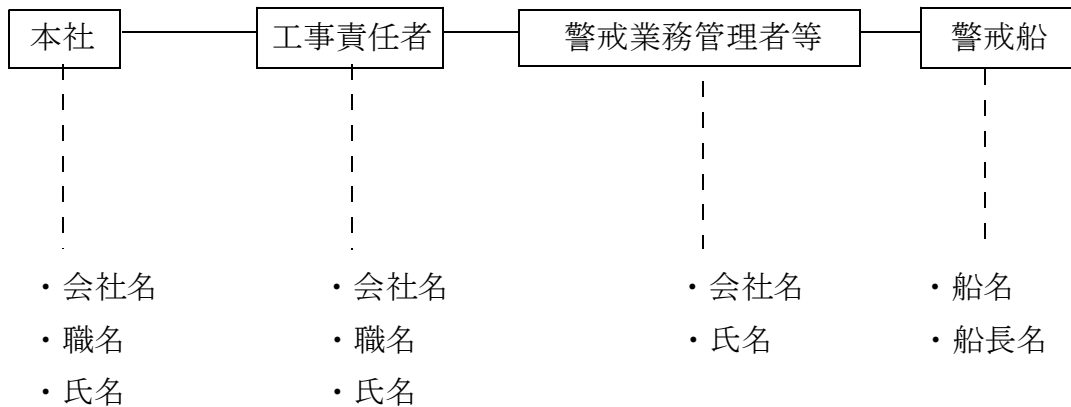 本社 工事責任者 警戒業務管理者等 警戒船
・会社名 ・会社名 ・会社名 ・船名
・職名 ・職名 ・氏名 ・船長名
・氏名 ・氏名